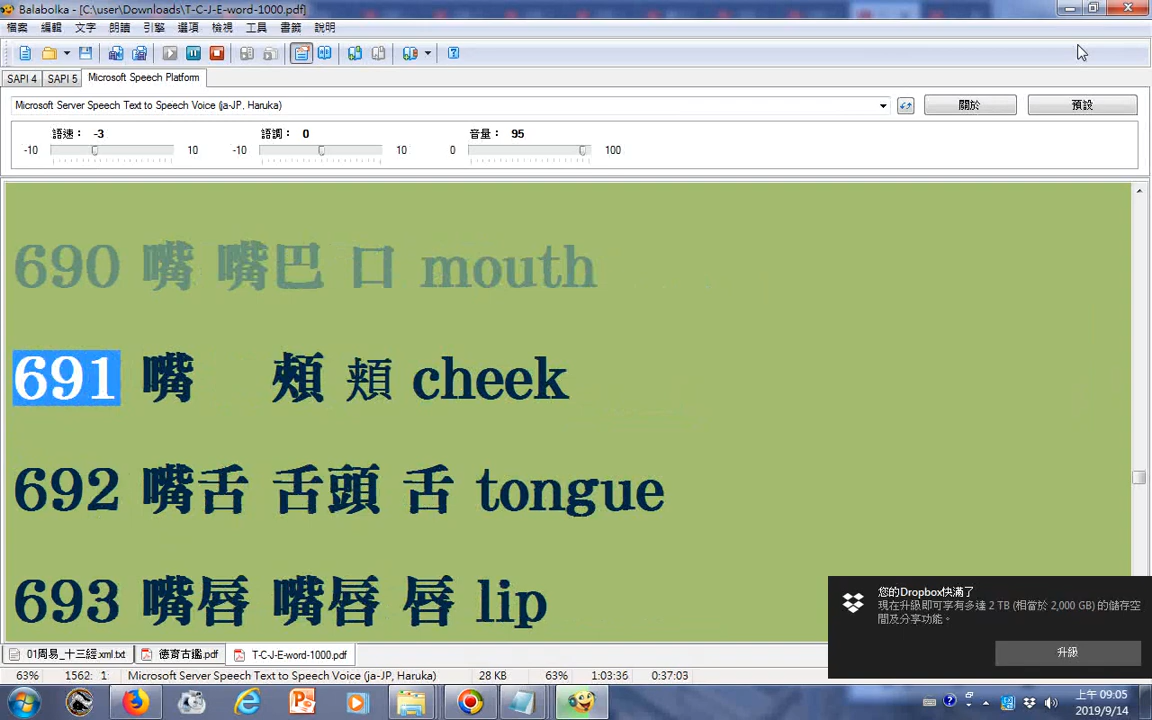 Balabolka - [C:\user\Downloads\T-C-J-E-word-1000.pdf]
檔案 編輯 文字 朗讀 引擎 選項 檢視 工具 書籤 說明
SAPI 4 SAPI 5 Microsoft Speech Platform
Microsoft Server Speech Text to Speech Voice (ja-JP, Haruka) 關於 預設
語速： -3 語調： 0 音量： 95
-10 10 -10 10 0 100
690 嘴 嘴巴 口 mouth
691 嘴 頰 頬 cheek
692 嘴舌 舌頭 舌 tongue
693 嘴唇 嘴唇 唇 lip
您的Dropbox快滿了
現在升級即可享有多達 2 TB (相當於 2,000 GB) 的儲存空
間及分享功能。
升級
01周易_十三經.xml.txt 德育古鑑.pdf T-C-J-E-word-1000.pdf
63% 1562: 1 Microsoft Server Speech Text to Speech Voice (ja-JP, Haruka) 28 KB 63% 1:03:36 0:37:03
上午 09:05
2019/9/14